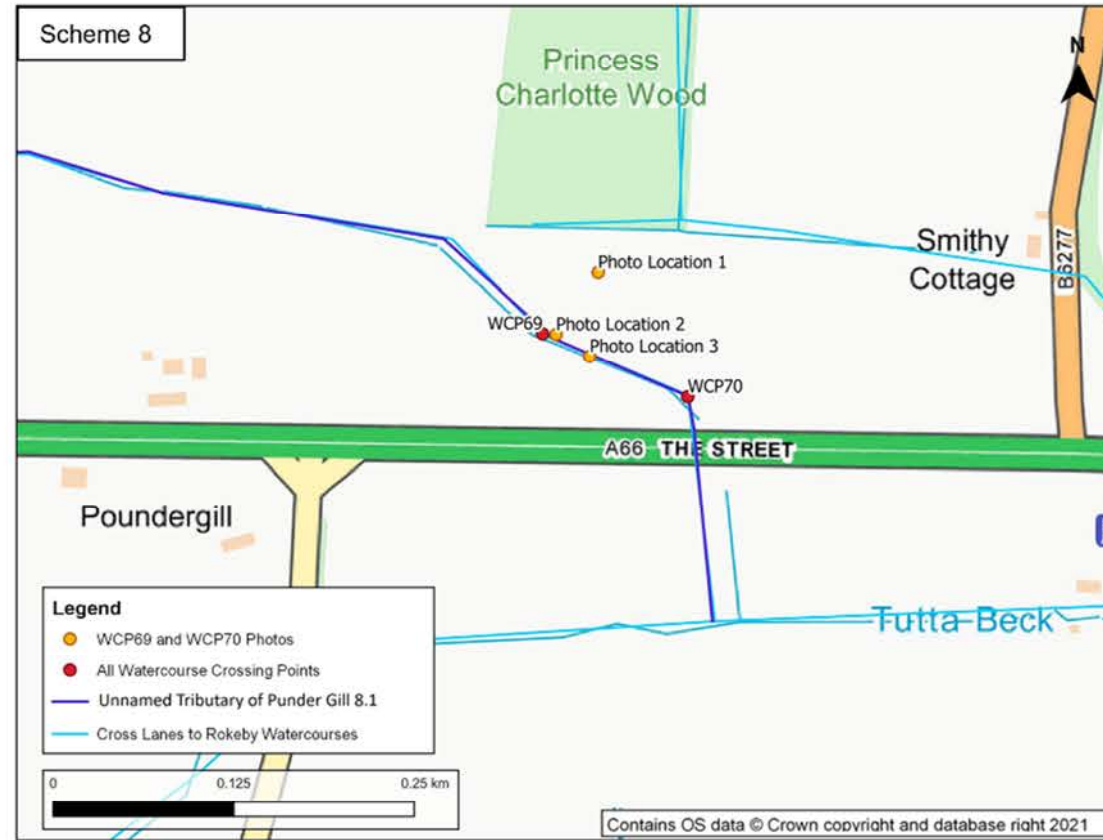 Scheme 8
Princess
Charlotte Wood
N
Smithy
Cottage
B6277
Photo Location 1
WCP69
Photo Location 2
Photo Location 3
WCP70
A66 THE STREET
Poundergill
Tutta Beck
Legend
WCP69 and WCP70 Photos
All Watercourse Crossing Points
Unnamed Tributary of Punder Gill 8.1
Cross Lanes to Rokeby Watercourses
0 0.125 0.25 km
Contains OS data © Crown copyright and database right 2021